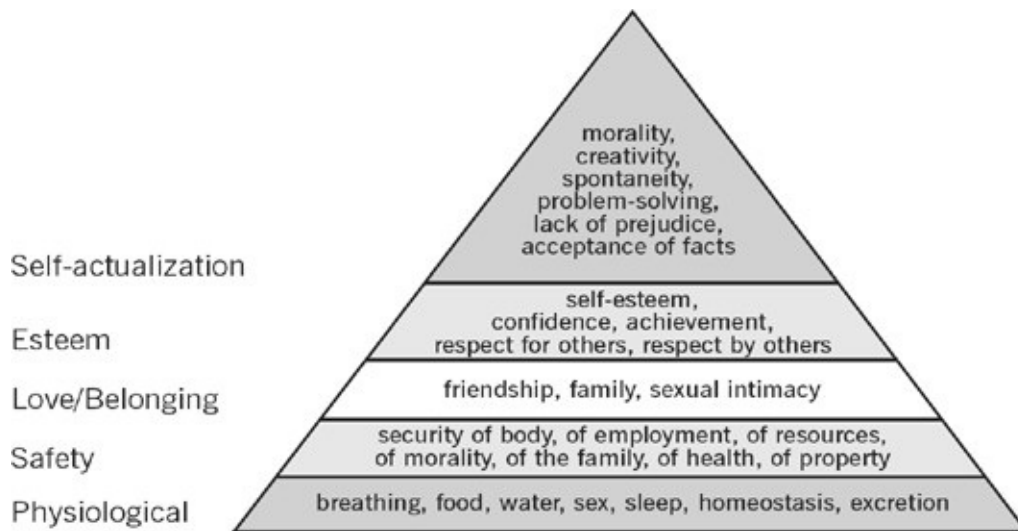 morality,
creativity,
spontaneity,
problem-solving,
lack of prejudice,
acceptance of facts
Self-actualization
self-esteem,
confidence, achievement,
respect for others, respect by others
Esteem
friendship, family, sexual intimacy
Love/Belonging
security of body, of employment, of resources,
of morality, of the family, of health, of property
Safety
breathing, food, water, sex, sleep, homeostasis, excretion
Physiological